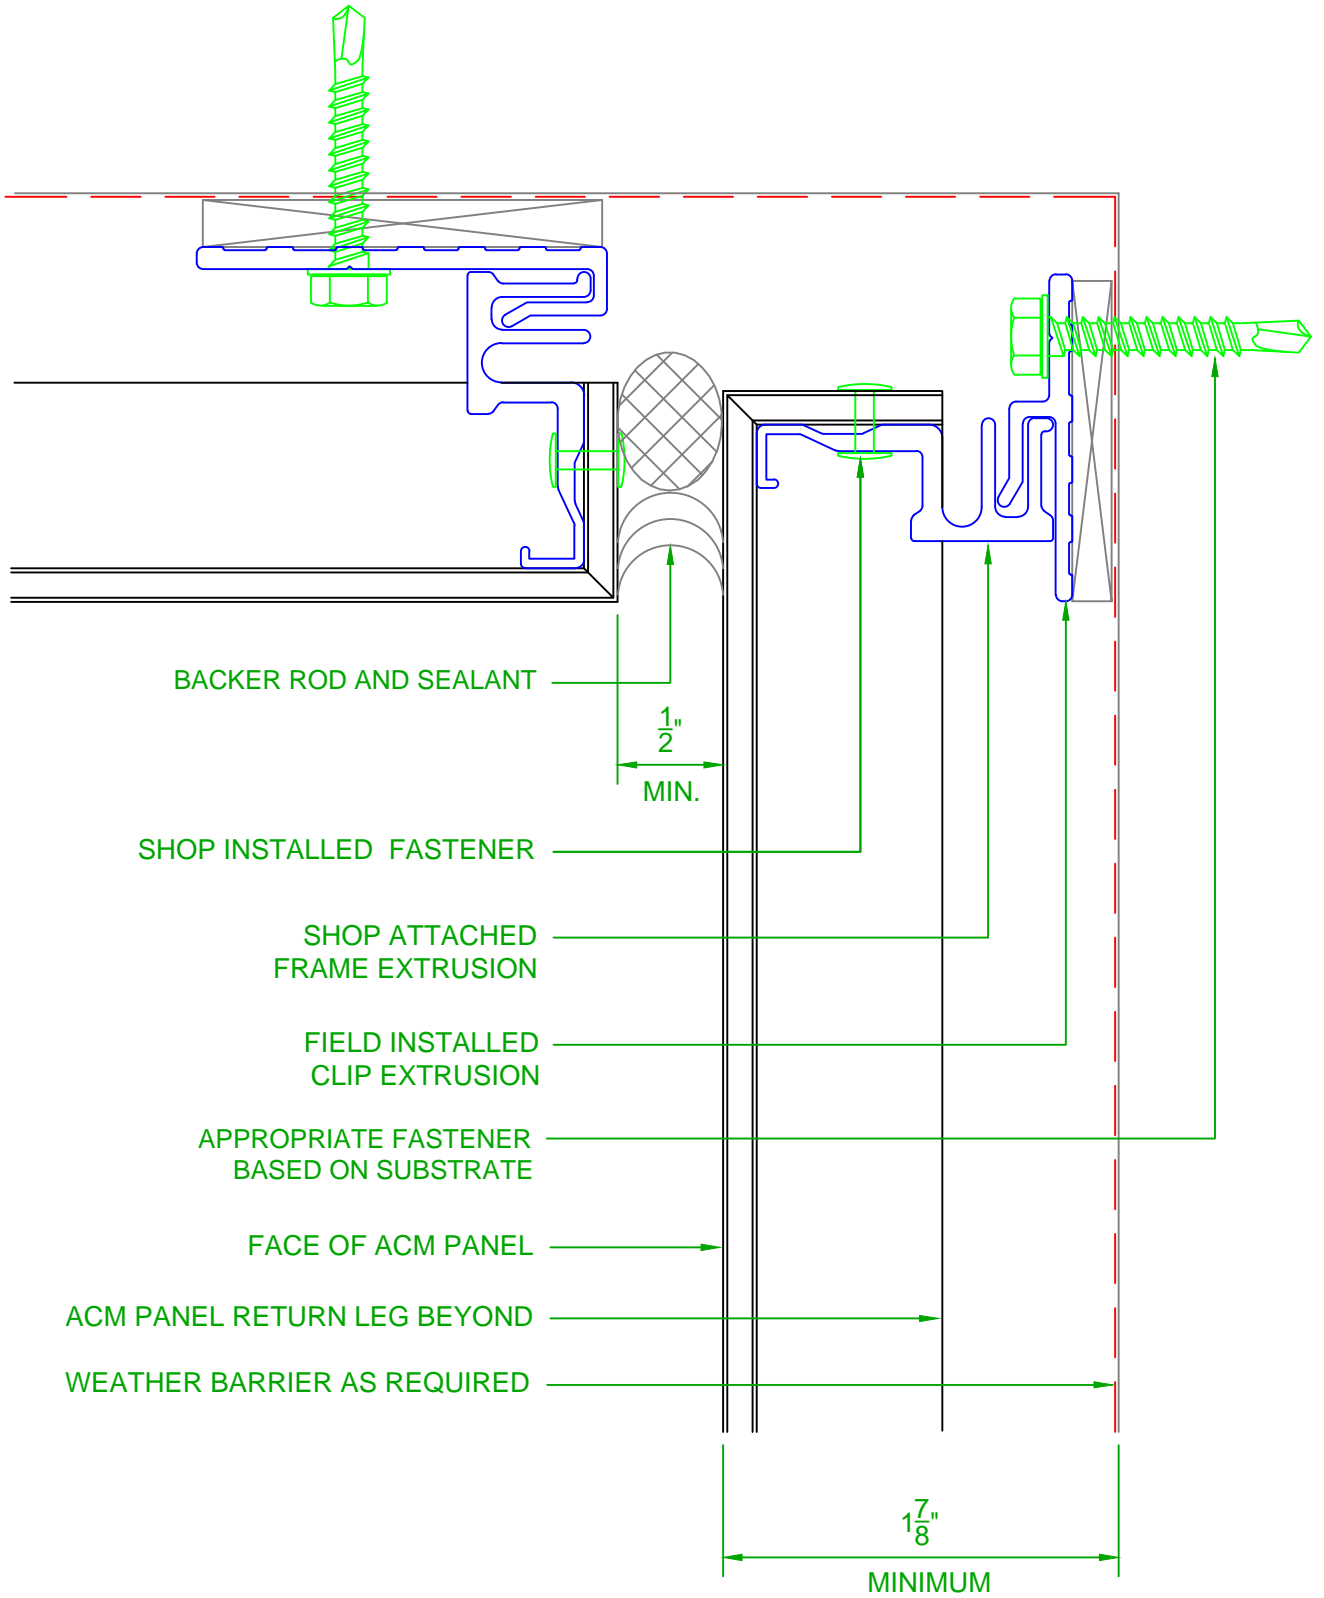 BACKER ROD AND SEALANT
1/2"
MIN.
SHOP INSTALLED  FASTENER
SHOP ATTACHED
FRAME EXTRUSION
FIELD INSTALLED
CLIP EXTRUSION
APPROPRIATE FASTENER
BASED ON SUBSTRATE
FACE OF ACM PANEL
ACM PANEL RETURN LEG BEYOND
WEATHER BARRIER AS REQUIRED
1 7/8"
MINIMUM